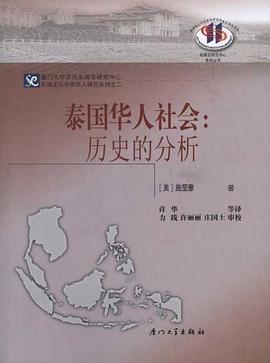 厦门大学东南亚研究中心
东南亚与华侨华人研究系列之二
泰国华人社会：
历史的分析
[美] 施坚雅 著
许华 等译
力践 许丽丽 庄国土 审校
厦门大学出版社